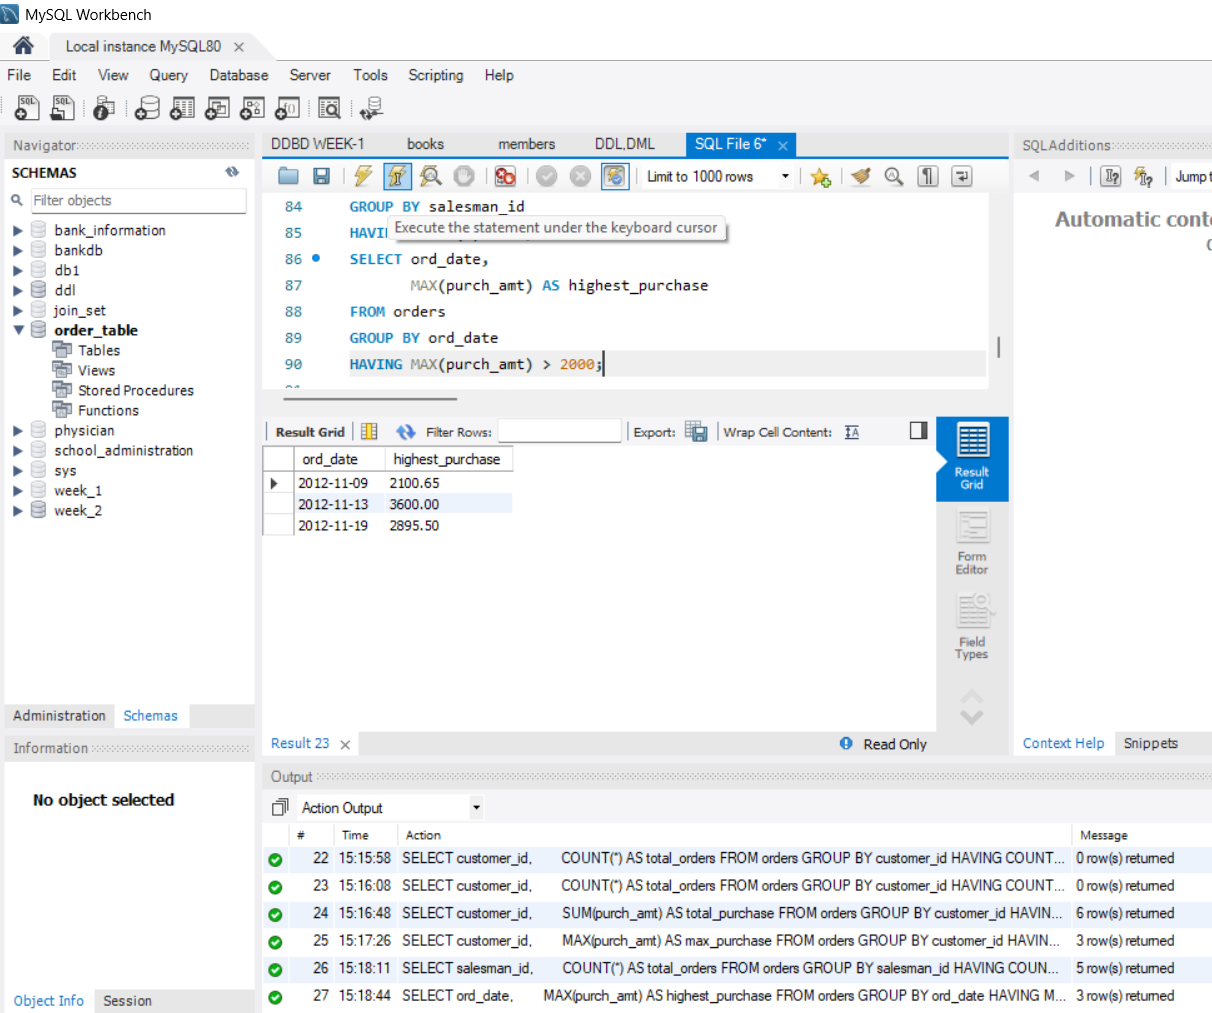 MySQL Workbench
Local instance MySQL80
File Edit View Query Database Server Tools Scripting Help
Navigator
SCHEMAS
Filter objects
bank_information
bankdb
db1
ddl
join_set
order_table
Tables
Views
Stored Procedures
Functions
physician
school_administration
sys
week_1
week_2
Administration Schemas
Information
No object selected
Object Info Session
DDBD WEEK-1 books members DDL,DML SQL File 6*
Limit to 1000 rows
84 GROUP BY salesman_id
Execute the statement under the keyboard cursor
85 HAVI
86 SELECT ord_date,
87 MAX(purch_amt) AS highest_purchase
88 FROM orders
89 GROUP BY ord_date
90 HAVING MAX(purch_amt) > 2000;
Result Grid Filter Rows: Export: Wrap Cell Content:
ord_date highest_purchase
2012-11-09 2100.65
2012-11-13 3600.00
2012-11-19 2895.50
Result Grid
Form Editor
Field Types
Result 23 Read Only
SQLAdditions
Jump t
Automatic cont
Context Help Snippets
Output
Action Output
# Time Action Message
22 15:15:58 SELECT customer_id, COUNT(*) AS total_orders FROM orders GROUP BY customer_id HAVING COUNT... 0 row(s) returned
23 15:16:08 SELECT customer_id, COUNT(*) AS total_orders FROM orders GROUP BY customer_id HAVING COUNT... 0 row(s) returned
24 15:16:48 SELECT customer_id, SUM(purch_amt) AS total_purchase FROM orders GROUP BY customer_id HAVIN... 6 row(s) returned
25 15:17:26 SELECT customer_id, MAX(purch_amt) AS max_purchase FROM orders GROUP BY customer_id HAVIN... 3 row(s) returned
26 15:18:11 SELECT salesman_id, COUNT(*) AS total_orders FROM orders GROUP BY salesman_id HAVING COUN... 5 row(s) returned
27 15:18:44 SELECT ord_date, MAX(purch_amt) AS highest_purchase FROM orders GROUP BY ord_date HAVING M... 3 row(s) returned